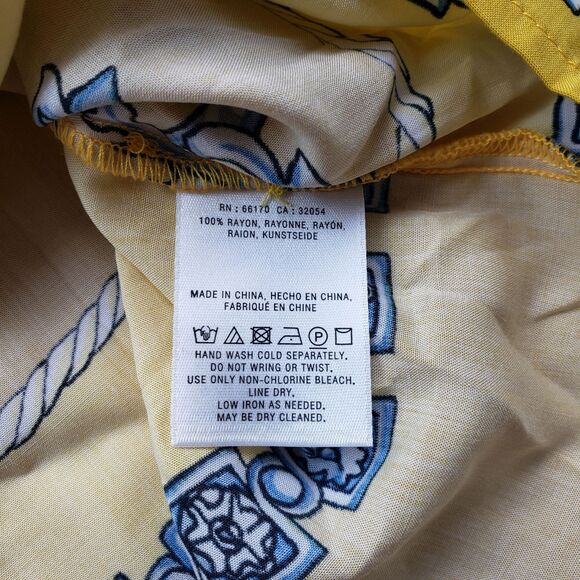 RN : 66170 CA : 32054
100% RAYON, RAYONNE, RAYÓN,
RAION, KUNSTSEIDE
MADE IN CHINA, HECHO EN CHINA,
FABRIQUÉ EN CHINE
P
HAND WASH COLD SEPARATELY.
DO NOT WRING OR TWIST.
USE ONLY NON-CHLORINE BLEACH.
LINE DRY.
LOW IRON AS NEEDED.
MAY BE DRY CLEANED.